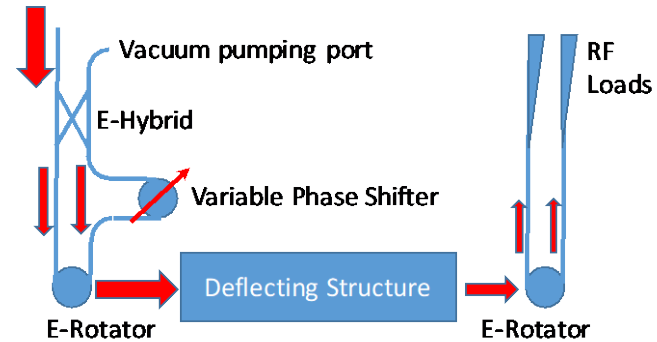 Vacuum pumping port
RF
Loads
E-Hybrid
Variable Phase Shifter
Deflecting Structure
E-Rotator
E-Rotator